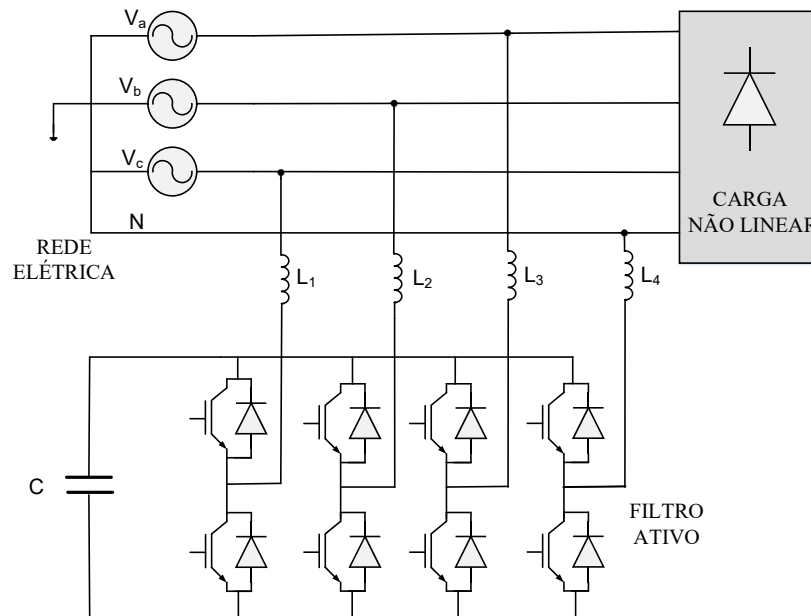 Va
Vb
Vc
N
REDE
ELÉTRICA
CARGA
NÃO LINEAR
L1
L2
L3
L4
C
FILTRO
ATIVO